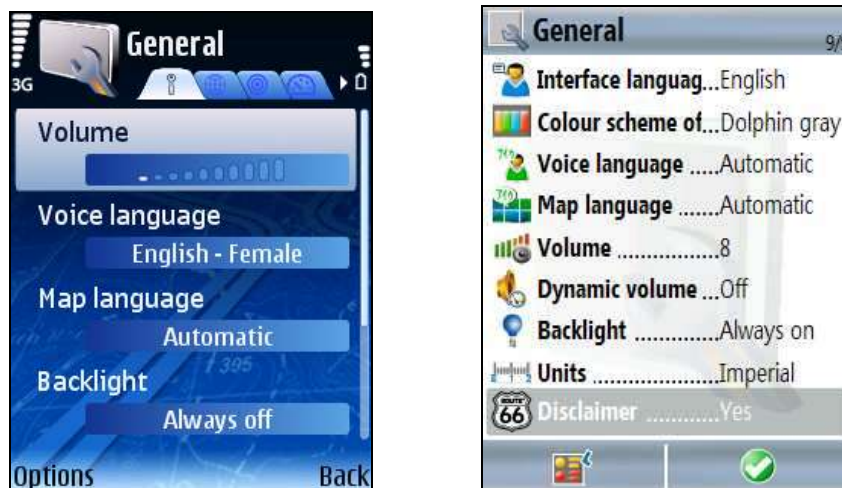 General
3G
Volume
Voice language
English - Female
Map language
Automatic
Backlight
Always off
Options
Back
General
9/
Interface languag...English
Colour scheme of...Dolphin gray
Voice language .....Automatic
Map language .......Automatic
Volume .................8
Dynamic volume ...Off
Backlight ............Always on
Units ....................Imperial
ROUTE 66 Disclaimer ............Yes